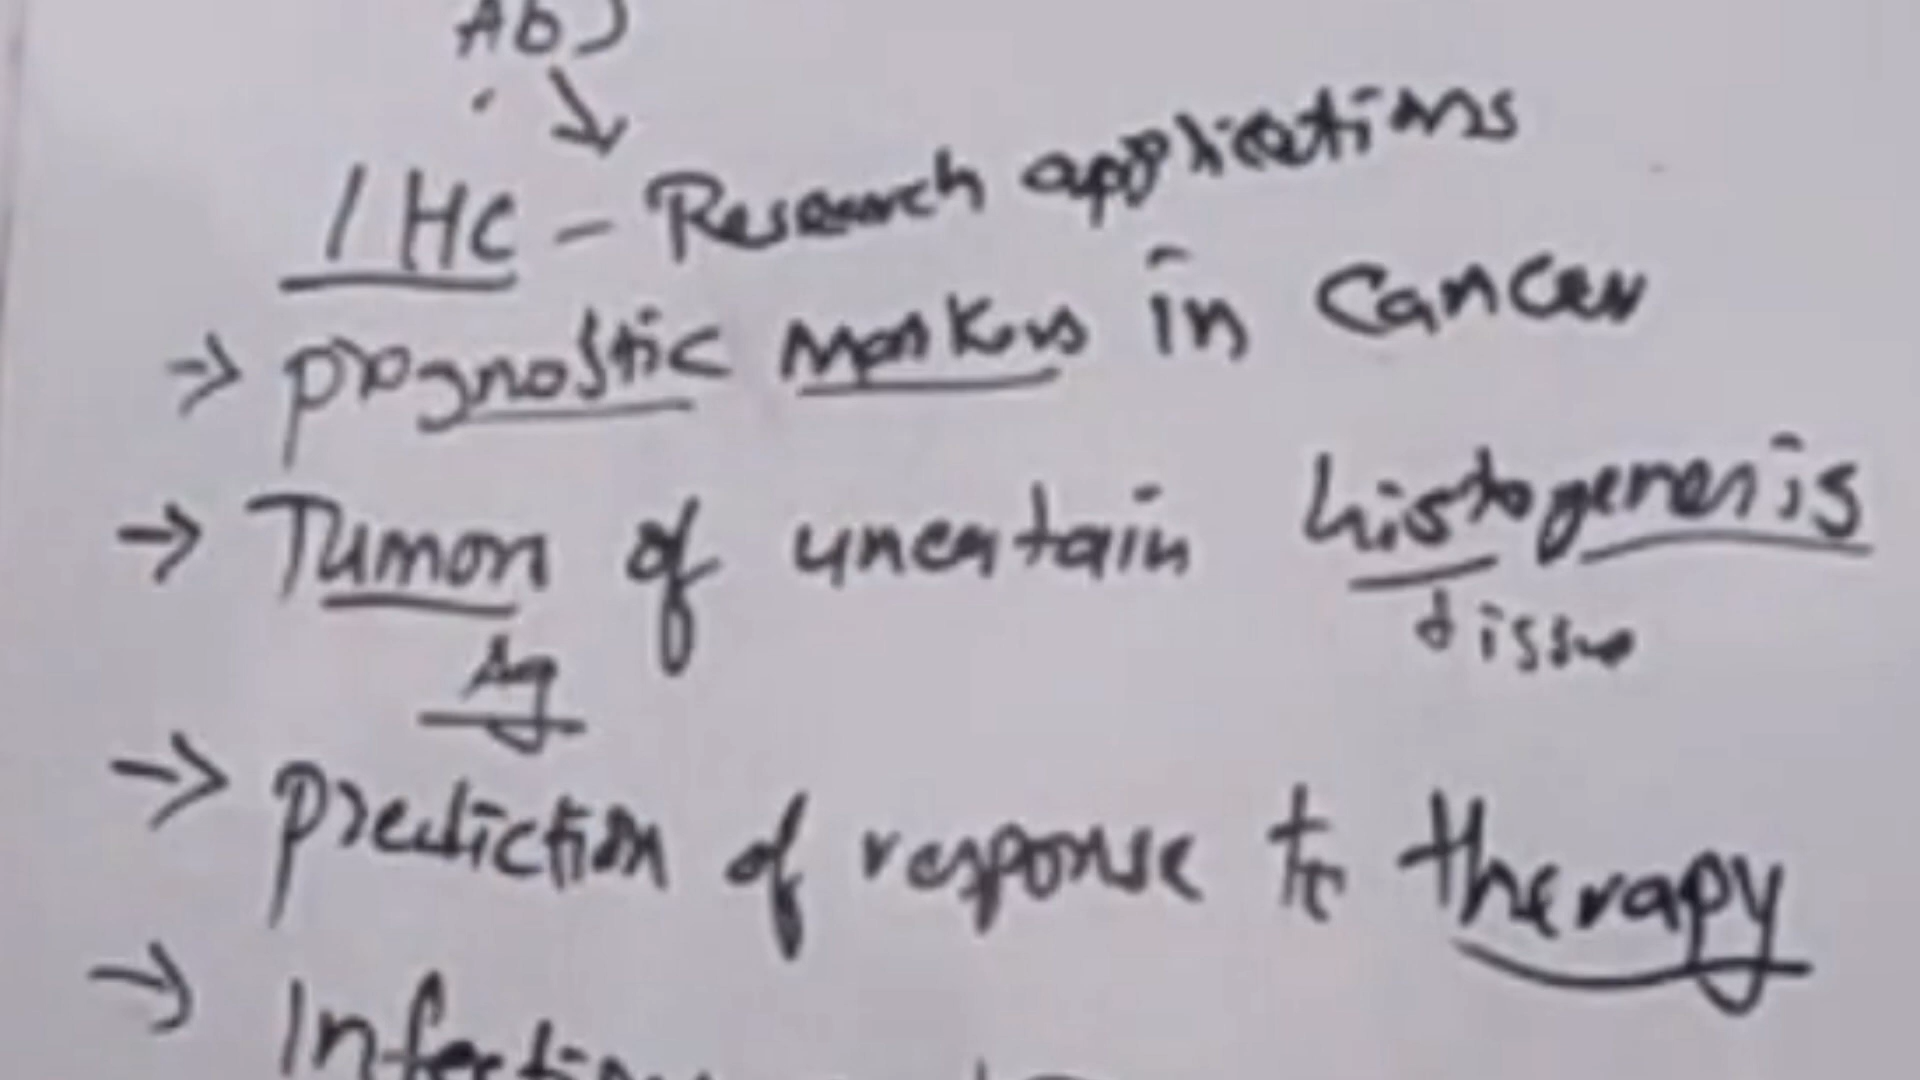 Ab)
IHC - Research applications
→ prognostic markers in cancer
→ Tumor of uncertain histogenesis
tissue
Ag
→ prediction of response to therapy
→ Infection